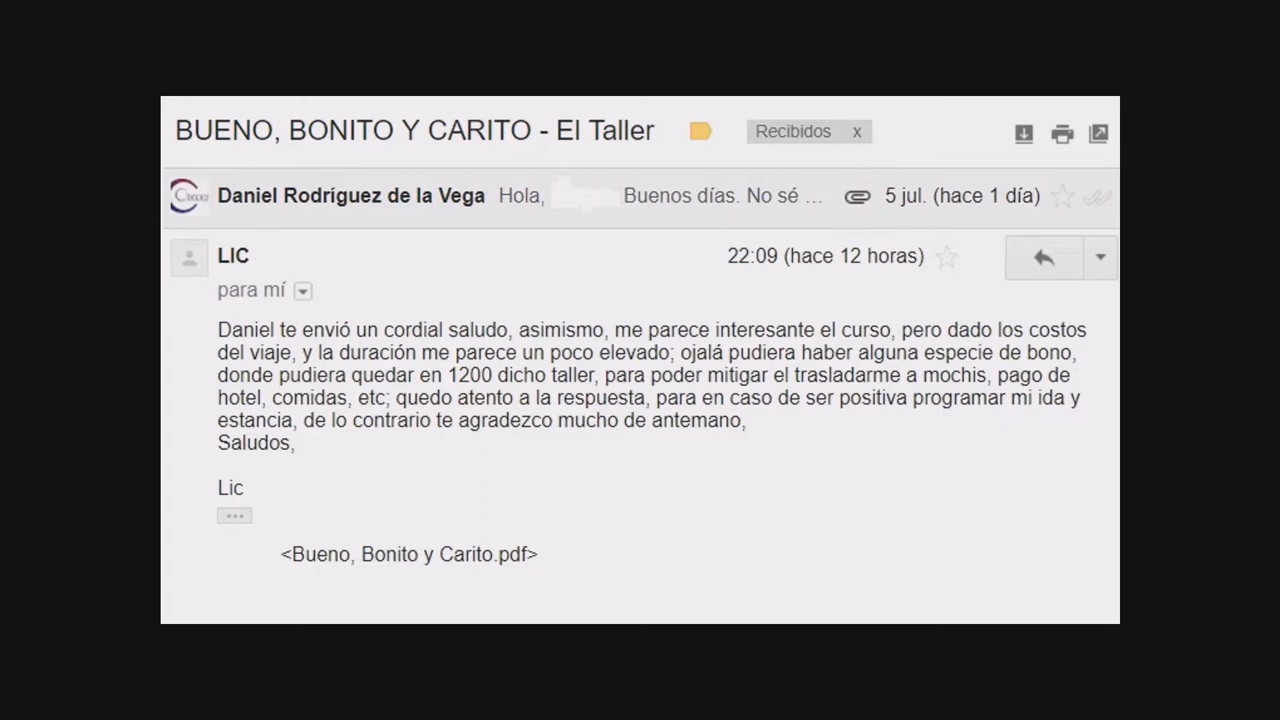 BUENO, BONITO Y CARITO - El Taller
Recibidos x
Daniel Rodríguez de la Vega Hola, Buenos días. No sé ... 5 jul. (hace 1 día)
LIC 22:09 (hace 12 horas)
para mí
Daniel te envió un cordial saludo, asimismo, me parece interesante el curso, pero dado los costos
del viaje, y la duración me parece un poco elevado; ojalá pudiera haber alguna especie de bono,
donde pudiera quedar en 1200 dicho taller, para poder mitigar el trasladarme a mochis, pago de
hotel, comidas, etc; quedo atento a la respuesta, para en caso de ser positiva programar mi ida y
estancia, de lo contrario te agradezco mucho de antemano,
Saludos,
Lic
<Bueno, Bonito y Carito.pdf>